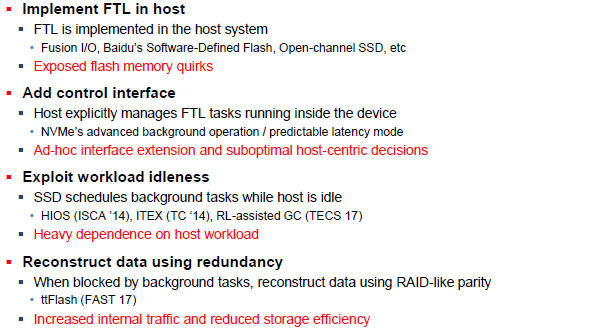 Implement FTL in host
FTL is implemented in the host system
Fusion I/O, Baidu's Software-Defined Flash, Open-channel SSD, etc
Exposed flash memory quirks
Add control interface
Host explicitly manages FTL tasks running inside the device
NVMe's advanced background operation / predictable latency mode
Ad-hoc interface extension and suboptimal host-centric decisions
Exploit workload idleness
SSD schedules background tasks while host is idle
HIOS (ISCA '14), ITEX (TC '14), RL-assisted GC (TECS 17)
Heavy dependence on host workload
Reconstruct data using redundancy
When blocked by background tasks, reconstruct data using RAID-like parity
ttFlash (FAST 17)
Increased internal traffic and reduced storage efficiency